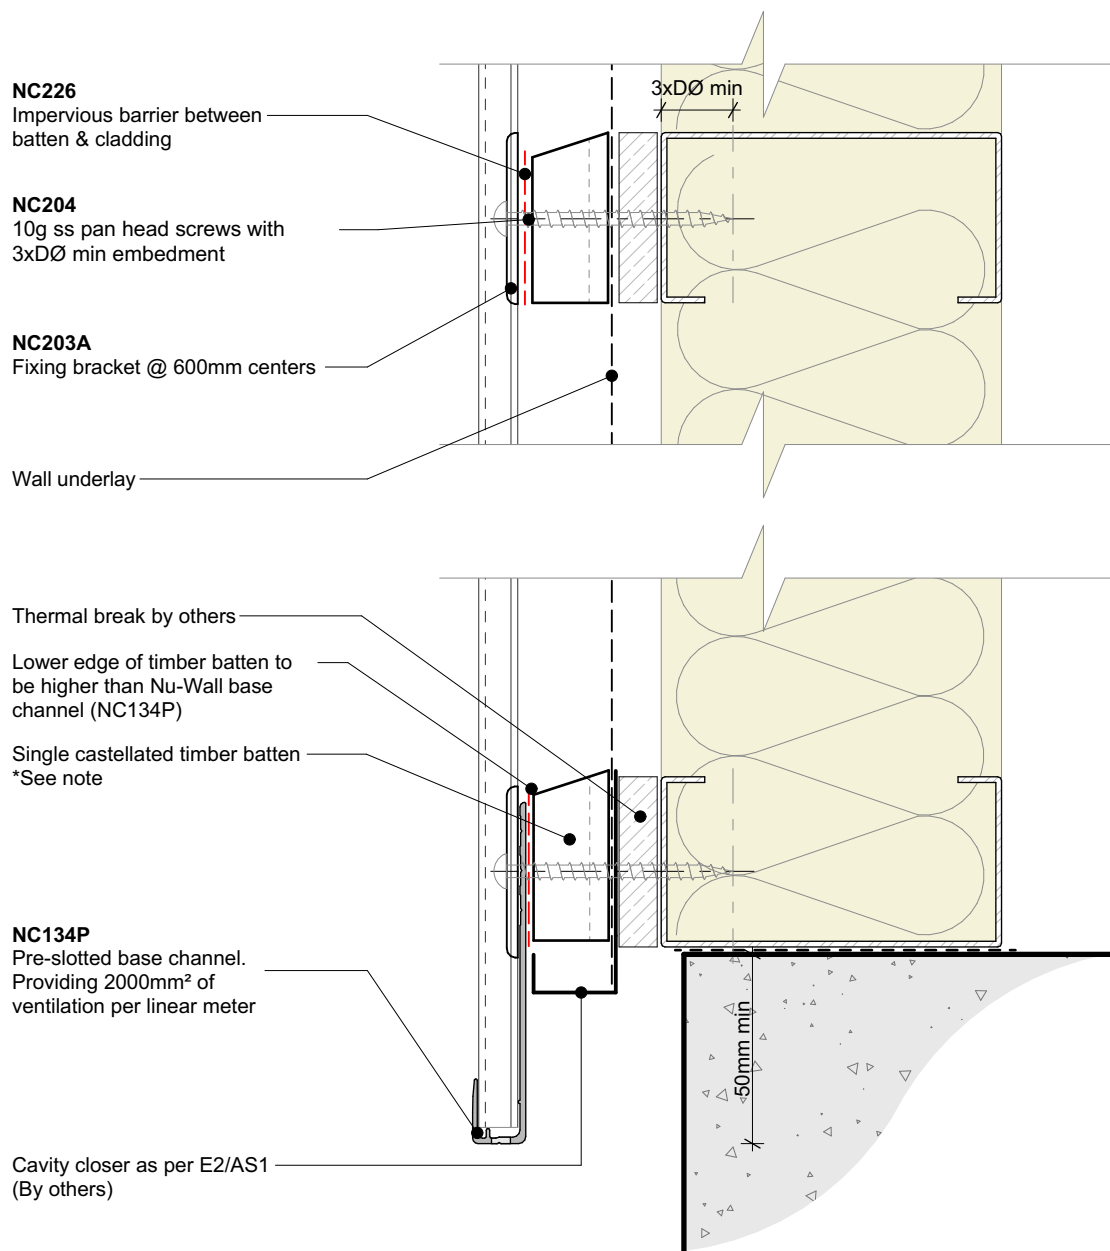 3xDØ min
NC226
Impervious barrier between
batten & cladding
NC204
10g ss pan head screws with
3xDØ min embedment
NC203A
Fixing bracket @ 600mm centers
Wall underlay
Thermal break by others
Lower edge of timber batten to
be higher than Nu-Wall base
channel (NC134P)
Single castellated timber batten
*See note
NC134P
Pre-slotted base channel.
Providing 2000mm² of
ventilation per linear meter
50mm min
Cavity closer as per E2/AS1
(By others)